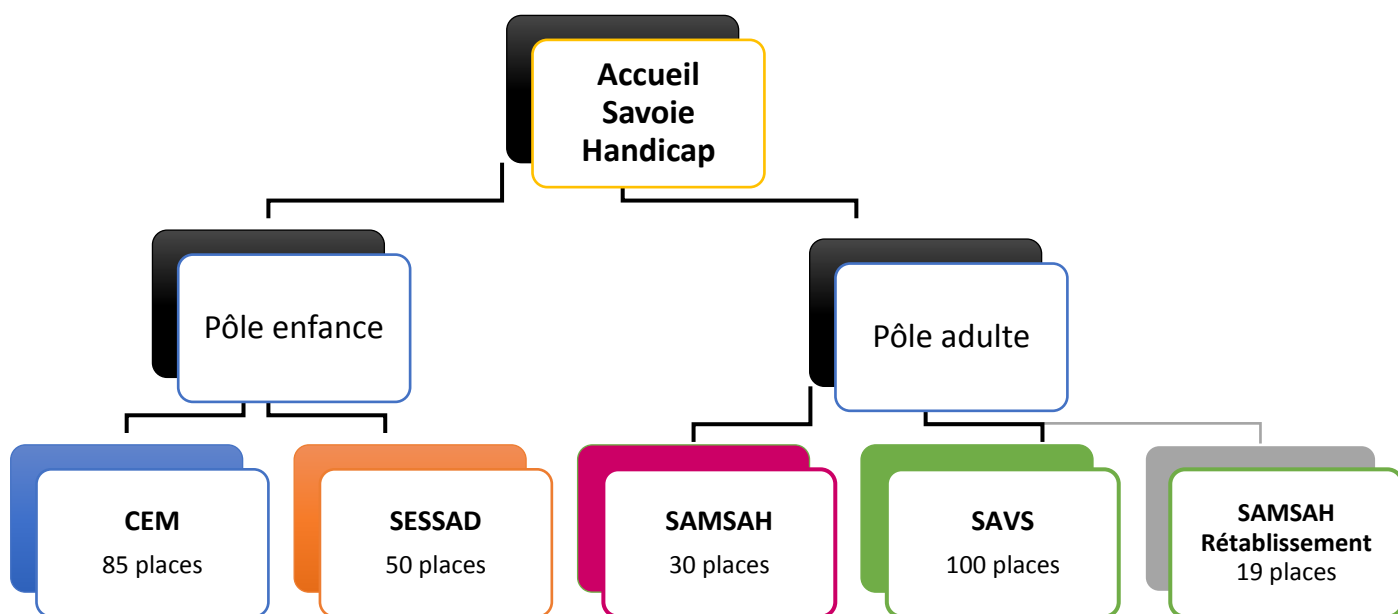 Accueil
Savoie
Handicap
Pôle enfance
Pôle adulte
CEM
85 places
SESSAD
50 places
SAMSAH
30 places
SAVS
100 places
SAMSAH
Rétablissement
19 places